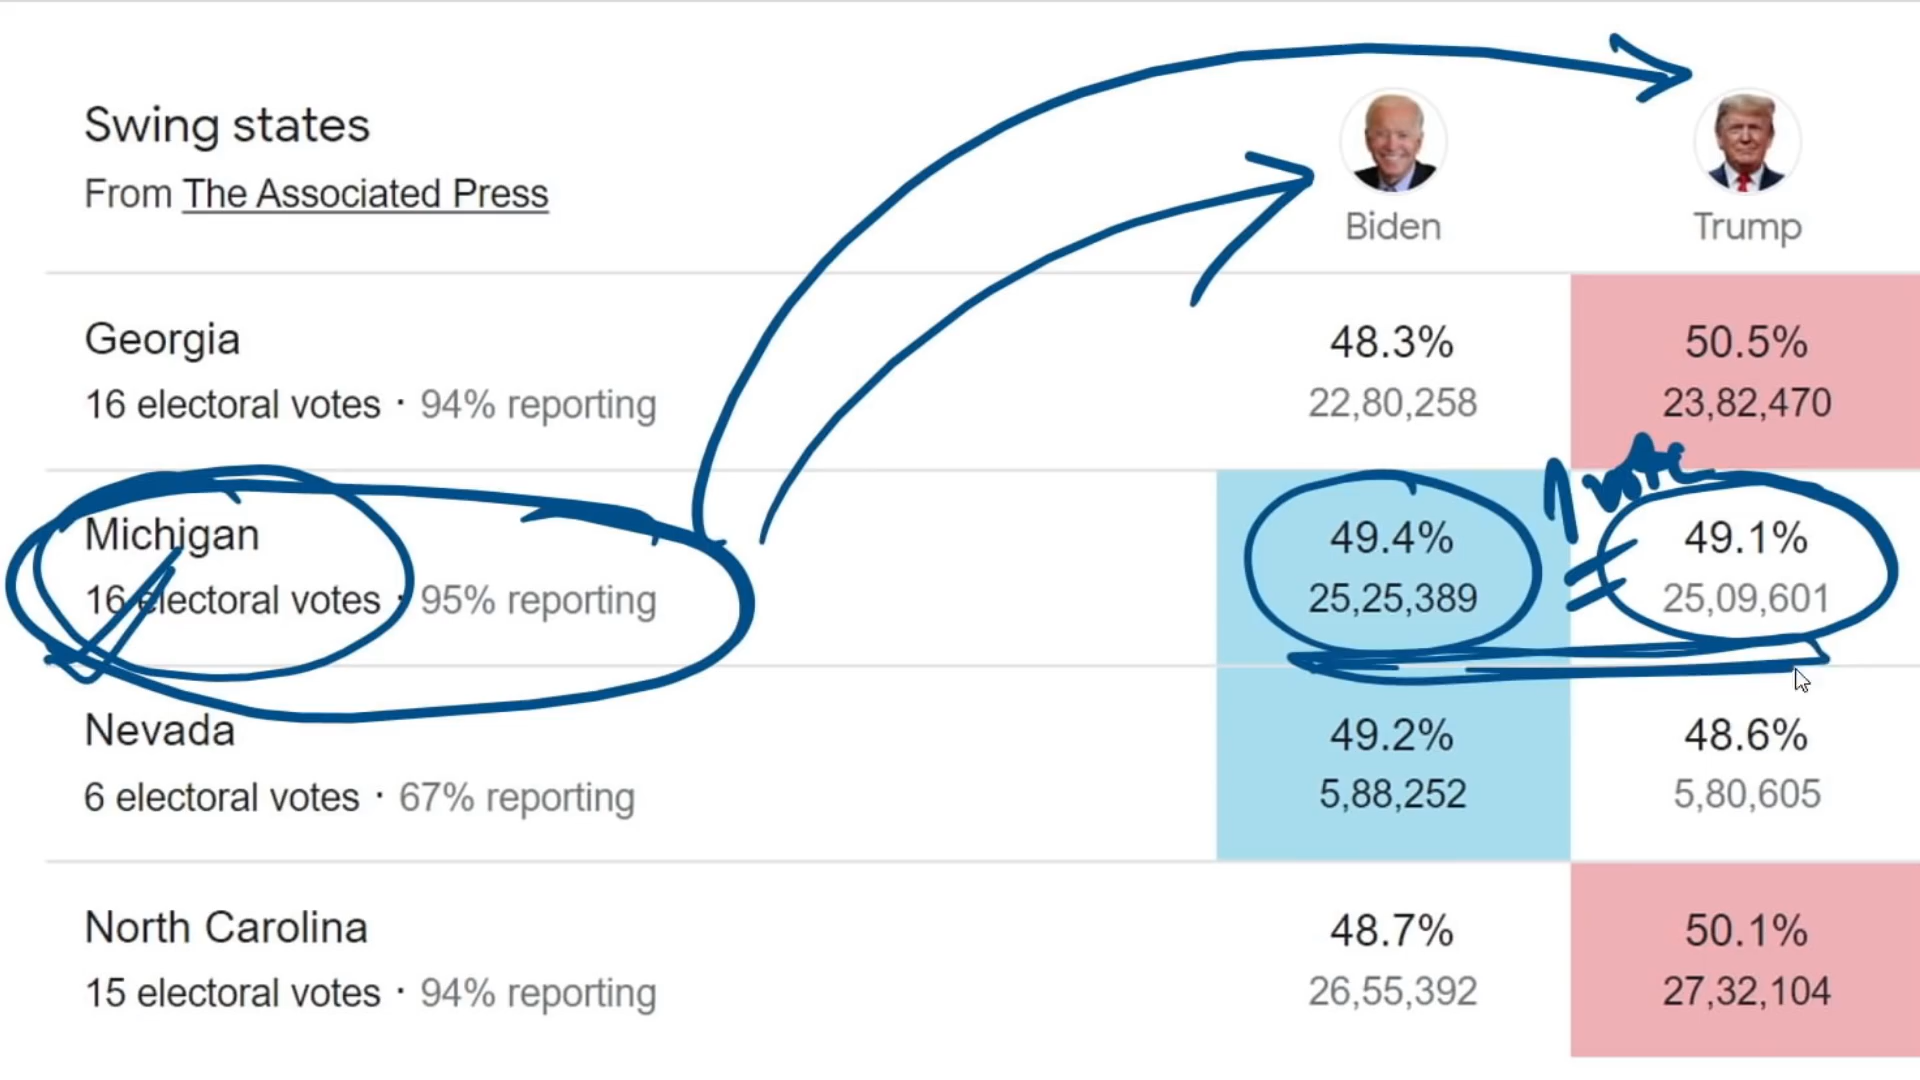 Swing states
From The Associated Press
Biden
Trump
Georgia
48.3%
50.5%
16 electoral votes · 94% reporting
22,80,258
23,82,470
1 vote
Michigan
49.4%
49.1%
16 electoral votes · 95% reporting
25,25,389
25,09,601
Nevada
49.2%
48.6%
6 electoral votes · 67% reporting
5,88,252
5,80,605
North Carolina
48.7%
50.1%
15 electoral votes · 94% reporting
26,55,392
27,32,104